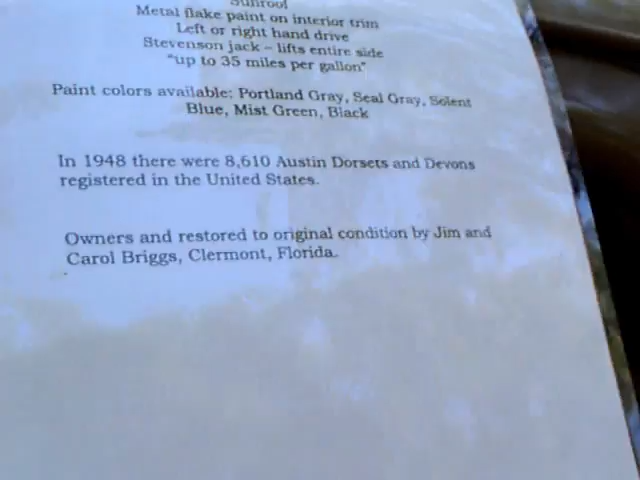 Sunroof
Metal flake paint on interior trim
Left or right hand drive
Stevenson jack – lifts entire side
"up to 35 miles per gallon"
Paint colors available: Portland Gray, Seal Gray, Solent
Blue, Mist Green, Black
In 1948 there were 8,610 Austin Dorsets and Devons
registered in the United States.
Owners and restored to original condition by Jim and
Carol Briggs, Clermont, Florida.